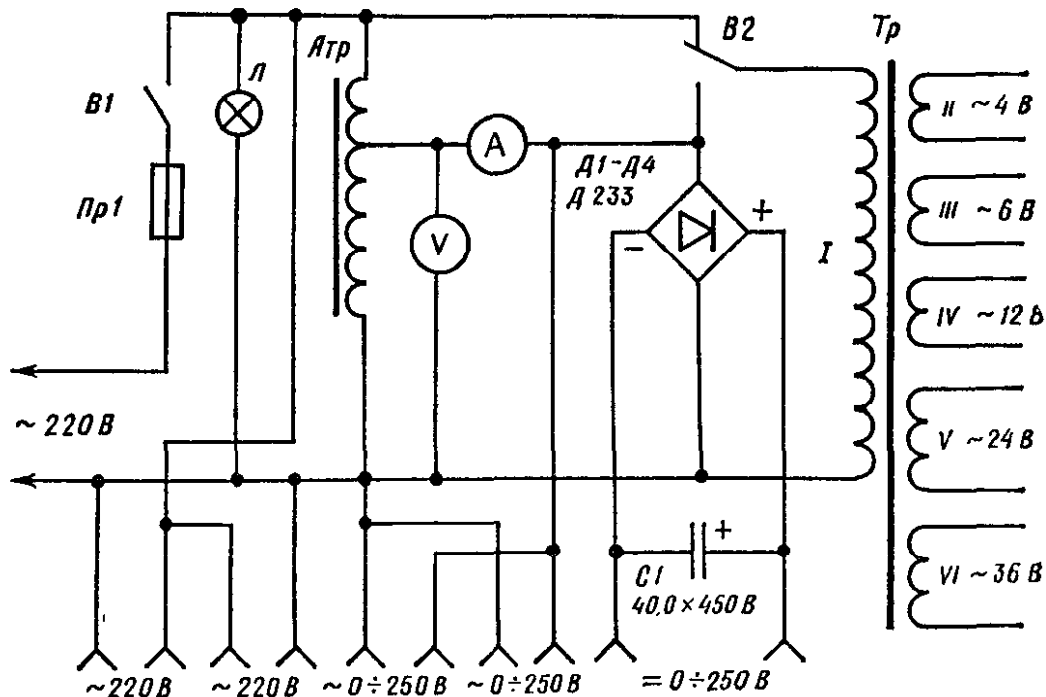 В2
Тр
Атр
Л
В1
А
II ~ 4 В
Д1-Д4
Д 233
Пр1
+
III ~ 6 В
V
−
I
IV ~ 12 В
~ 220 В
V ~ 24 В
+
С1
40,0 × 450 В
VI ~ 36 В
~ 220 В
~ 220 В
~ 0 ÷ 250 В
~ 0 ÷ 250 В
= 0 ÷ 250 В